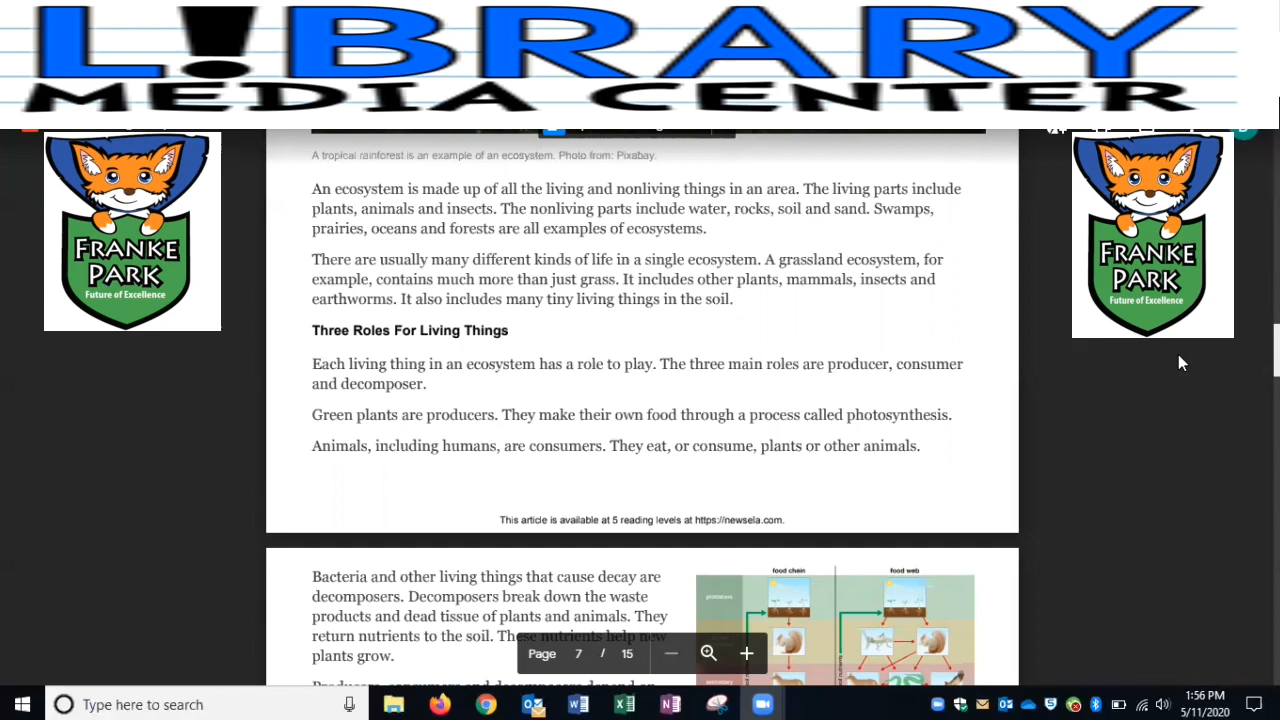 L!BRARY
MEDIA CENTER
FRANKE
PARK
Future of Excellence
FRANKE
PARK
Future of Excellence
A tropical rainforest is an example of an ecosystem. Photo from: Pixabay.
An ecosystem is made up of all the living and nonliving things in an area. The living parts include
plants, animals and insects. The nonliving parts include water, rocks, soil and sand. Swamps,
prairies, oceans and forests are all examples of ecosystems.
There are usually many different kinds of life in a single ecosystem. A grassland ecosystem, for
example, contains much more than just grass. It includes other plants, mammals, insects and
earthworms. It also includes many tiny living things in the soil.
Three Roles For Living Things
Each living thing in an ecosystem has a role to play. The three main roles are producer, consumer
and decomposer.
Green plants are producers. They make their own food through a process called photosynthesis.
Animals, including humans, are consumers. They eat, or consume, plants or other animals.
This article is available at 5 reading levels at https://newsela.com.
Bacteria and other living things that cause decay are
decomposers. Decomposers break down the waste
products and dead tissue of plants and animals. They
return nutrients to the soil. These nutrients help new
plants grow.
food chain
food web
Page 7 / 15
Type here to search
1:56 PM
5/11/2020